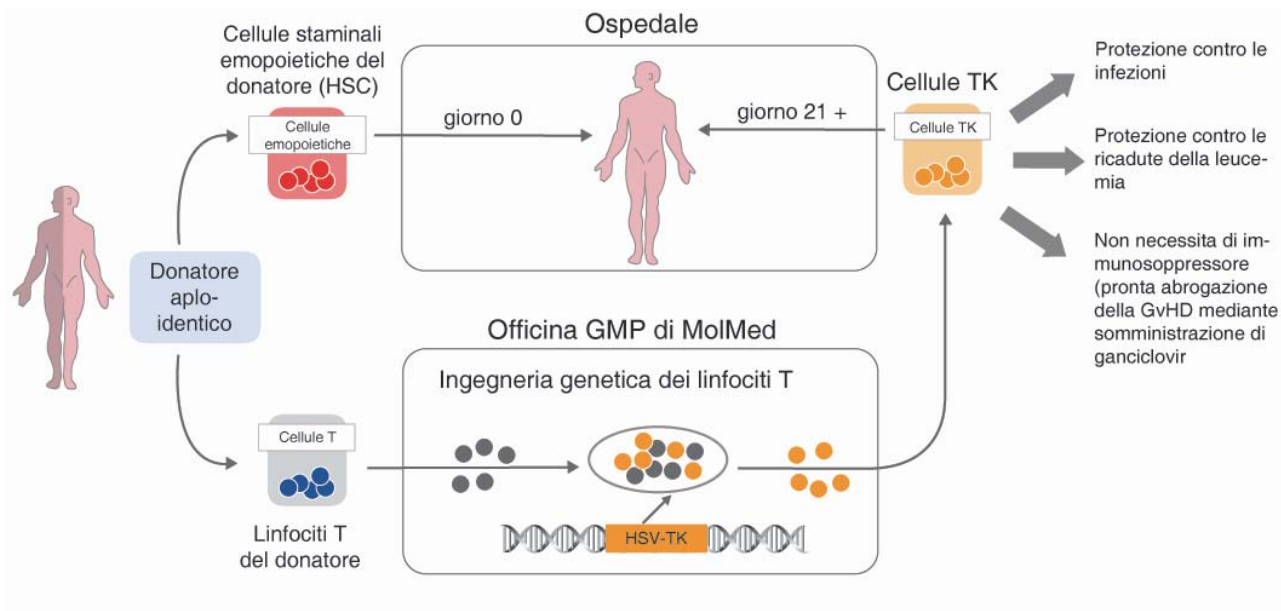 Cellule staminali
emopoietiche del
donatore (HSC)
Cellule
emopoietiche
Donatore
aplo-
identico
Cellule T
Linfociti T
del donatore
Ospedale
giorno 0
giorno 21 +
Officina GMP di MolMed
Ingegneria genetica dei linfociti T
HSV-TK
Cellule TK
Cellule TK
Protezione contro le
infezioni
Protezione contro le
ricadute della leuce-
mia
Non necessita di im-
munosoppressore
(pronta abrogazione
della GvHD mediante
somministrazione di
ganciclovir